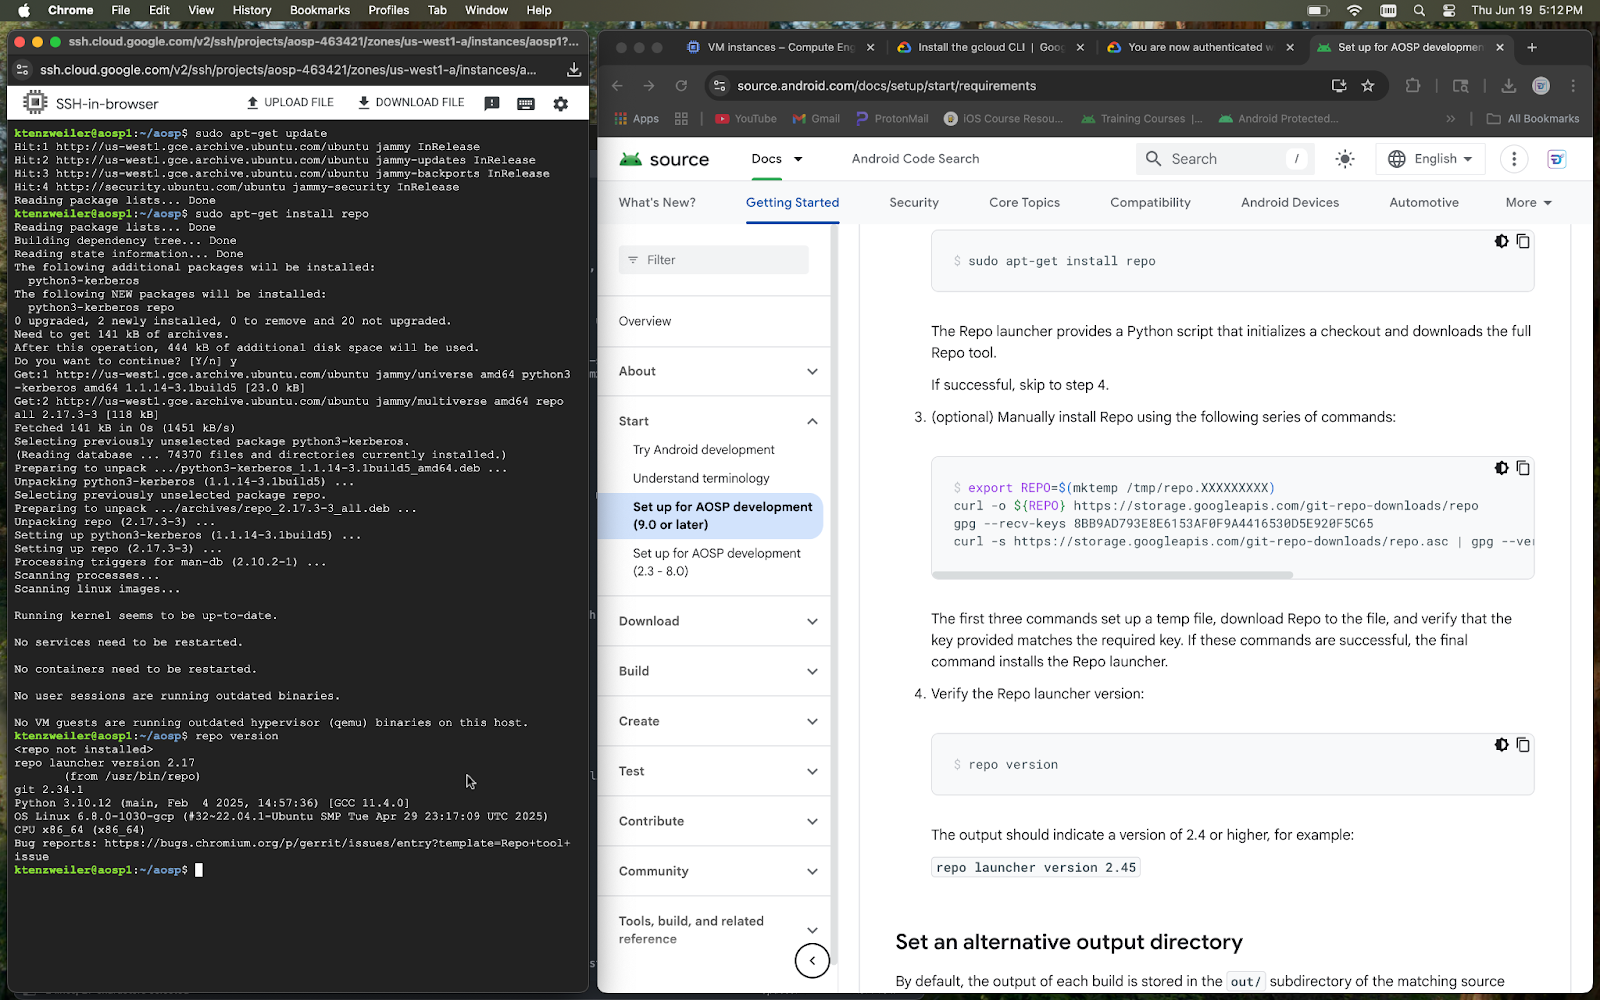 Chrome File Edit View History Bookmarks Profiles Tab Window Help
Thu Jun 19 5:12 PM
ssh.cloud.google.com/v2/ssh/projects/aosp-463421/zones/us-west1-a/instances/aosp1?...
ssh.cloud.google.com/v2/ssh/projects/aosp-463421/zones/us-west1-a/instances/a...
SSH-in-browser
UPLOAD FILE
DOWNLOAD FILE
ktenzweiler@aosp1:~/aosp$ sudo apt-get update
Hit:1 http://us-west1.gce.archive.ubuntu.com/ubuntu jammy InRelease
Hit:2 http://us-west1.gce.archive.ubuntu.com/ubuntu jammy-updates InRelease
Hit:3 http://us-west1.gce.archive.ubuntu.com/ubuntu jammy-backports InRelease
Hit:4 http://security.ubuntu.com/ubuntu jammy-security InRelease
Reading package lists... Done
ktenzweiler@aosp1:~/aosp$ sudo apt-get install repo
Reading package lists... Done
Building dependency tree... Done
Reading state information... Done
The following additional packages will be installed:
python3-kerberos
The following NEW packages will be installed:
python3-kerberos repo
0 upgraded, 2 newly installed, 0 to remove and 20 not upgraded.
Need to get 141 kB of archives.
After this operation, 444 kB of additional disk space will be used.
Do you want to continue? [Y/n] y
Get:1 http://us-west1.gce.archive.ubuntu.com/ubuntu jammy/universe amd64 python3
-kerberos amd64 1.1.14-3.1build5 [23.0 kB]
Get:2 http://us-west1.gce.archive.ubuntu.com/ubuntu jammy/multiverse amd64 repo
all 2.17.3-3 [118 kB]
Fetched 141 kB in 0s (1451 kB/s)
Selecting previously unselected package python3-kerberos.
(Reading database ... 74370 files and directories currently installed.)
Preparing to unpack .../python3-kerberos_1.1.14-3.1build5_amd64.deb ...
Unpacking python3-kerberos (1.1.14-3.1build5) ...
Selecting previously unselected package repo.
Preparing to unpack .../archives/repo_2.17.3-3_all.deb ...
Unpacking repo (2.17.3-3) ...
Setting up python3-kerberos (1.1.14-3.1build5) ...
Setting up repo (2.17.3-3) ...
Processing triggers for man-db (2.10.2-1) ...
Scanning processes...
Scanning linux images...
Running kernel seems to be up-to-date.
No services need to be restarted.
No containers need to be restarted.
No user sessions are running outdated binaries.
No VM guests are running outdated hypervisor (qemu) binaries on this host.
ktenzweiler@aosp1:~/aosp$ repo version
<repo not installed>
repo launcher version 2.17
(from /usr/bin/repo)
git 2.34.1
Python 3.10.12 (main, Feb 4 2025, 14:57:36) [GCC 11.4.0]
OS Linux 6.8.0-1030-gcp (#32~22.04.1-Ubuntu SMP Tue Apr 29 23:17:09 UTC 2025)
CPU x86_64 (x86_64)
Bug reports: https://bugs.chromium.org/p/gerrit/issues/entry?template=Repo+tool+
issue
ktenzweiler@aosp1:~/aosp$
VM instances – Compute Eng
Install the gcloud CLI | Goog
You are now authenticated w
Set up for AOSP developmen
source.android.com/docs/setup/start/requirements
Apps
YouTube
Gmail
ProtonMail
iOS Course Resou...
Training Courses |...
Android Protected...
All Bookmarks
source
Docs
Android Code Search
Search /
English
What's New?
Getting Started
Security
Core Topics
Compatibility
Android Devices
Automotive
More
Filter
Overview
About
Start
Try Android development
Understand terminology
Set up for AOSP development
(9.0 or later)
Set up for AOSP development
(2.3 - 8.0)
Download
Build
Create
Test
Contribute
Community
Tools, build, and related
reference
$ sudo apt-get install repo
The Repo launcher provides a Python script that initializes a checkout and downloads the full
Repo tool.
If successful, skip to step 4.
3. (optional) Manually install Repo using the following series of commands:
$ export REPO=$(mktemp /tmp/repo.XXXXXXXXX)
curl -o ${REPO} https://storage.googleapis.com/git-repo-downloads/repo
gpg --recv-keys 8BB9AD793E8E6153AF0F9A4416530D5E920F5C65
curl -s https://storage.googleapis.com/git-repo-downloads/repo.asc | gpg --ver
The first three commands set up a temp file, download Repo to the file, and verify that the
key provided matches the required key. If these commands are successful, the final
command installs the Repo launcher.
4. Verify the Repo launcher version:
$ repo version
The output should indicate a version of 2.4 or higher, for example:
repo launcher version 2.45
Set an alternative output directory
By default, the output of each build is stored in the out/ subdirectory of the matching source